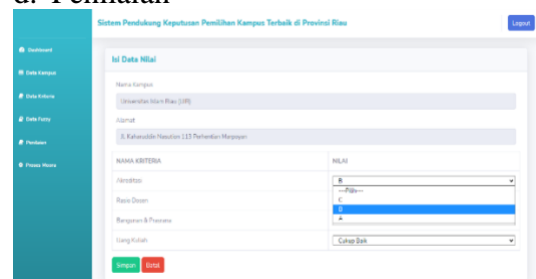 d. Penilaian
Sistem Pendukung Keputusan Pemilihan Kampus Terbaik di Provinsi Riau
Logout
Dashboard
Data Kampus
Data Kriteria
Data Fuzzy
Penilaian
Proses Moora
Isi Data Nilai
Nama Kampus
Universitas Islam Riau (UIR)
Alamat
Jl. Kaharuddin Nasution 113 Perhentian Marpoyan
NAMA KRITERIA NILAI
Akreditasi B
---Pilih---
C
B
A
Rasio Dosen
Bangunan & Prasarana
Uang Kuliah Cukup Baik
Simpan Batal